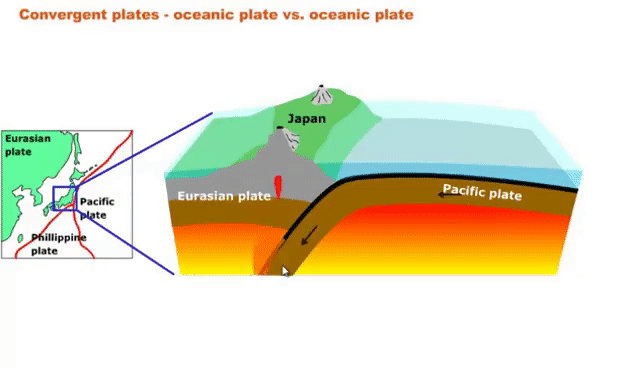 Convergent plates - oceanic plate vs. oceanic plate
Japan
Eurasian
plate
Pacific
plate
Phillippine
plate
Eurasian plate
Pacific plate